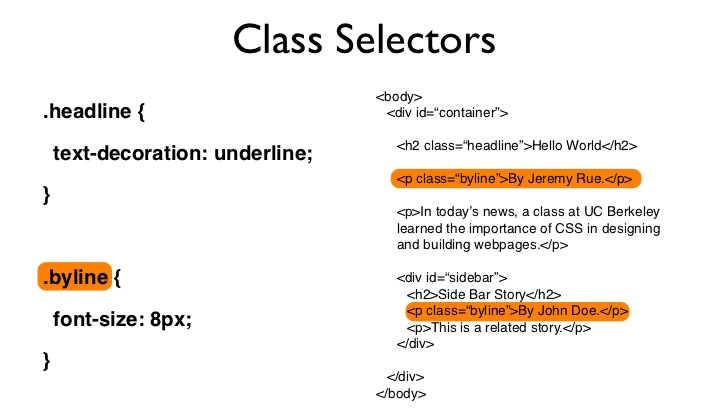 Class Selectors
.headline {
text-decoration: underline;
}
.byline {
font-size: 8px;
}
<body>
<div id=“container”>
<h2 class=“headline”>Hello World</h2>
<p class=“byline”>By Jeremy Rue.</p>
<p>In today’s news, a class at UC Berkeley
learned the importance of CSS in designing
and building webpages.</p>
<div id=“sidebar”>
<h2>Side Bar Story</h2>
<p class=“byline”>By John Doe.</p>
<p>This is a related story.</p>
</div>
</div>
</body>